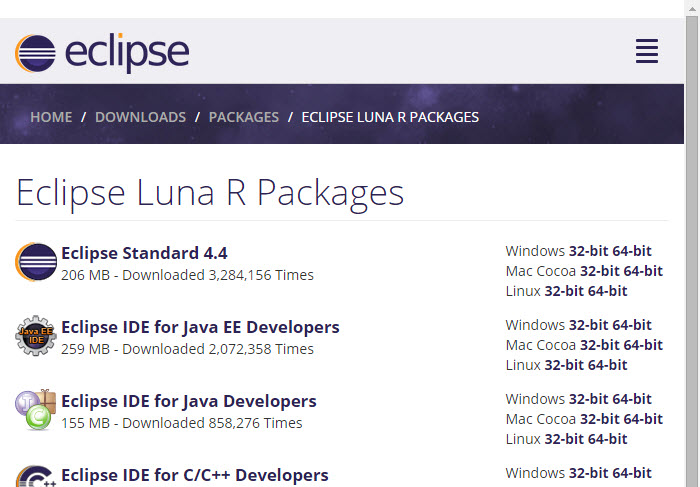 eclipse
HOME / DOWNLOADS / PACKAGES / ECLIPSE LUNA R PACKAGES
Eclipse Luna R Packages
Eclipse Standard 4.4
206 MB - Downloaded 3,284,156 Times
Windows 32-bit 64-bit
Mac Cocoa 32-bit 64-bit
Linux 32-bit 64-bit
Java EE
IDE
Eclipse IDE for Java EE Developers
259 MB - Downloaded 2,072,358 Times
Windows 32-bit 64-bit
Mac Cocoa 32-bit 64-bit
Linux 32-bit 64-bit
J
C
Eclipse IDE for Java Developers
155 MB - Downloaded 858,276 Times
Windows 32-bit 64-bit
Mac Cocoa 32-bit 64-bit
Linux 32-bit 64-bit
C++
Eclipse IDE for C/C++ Developers
Windows 32-bit 64-bit